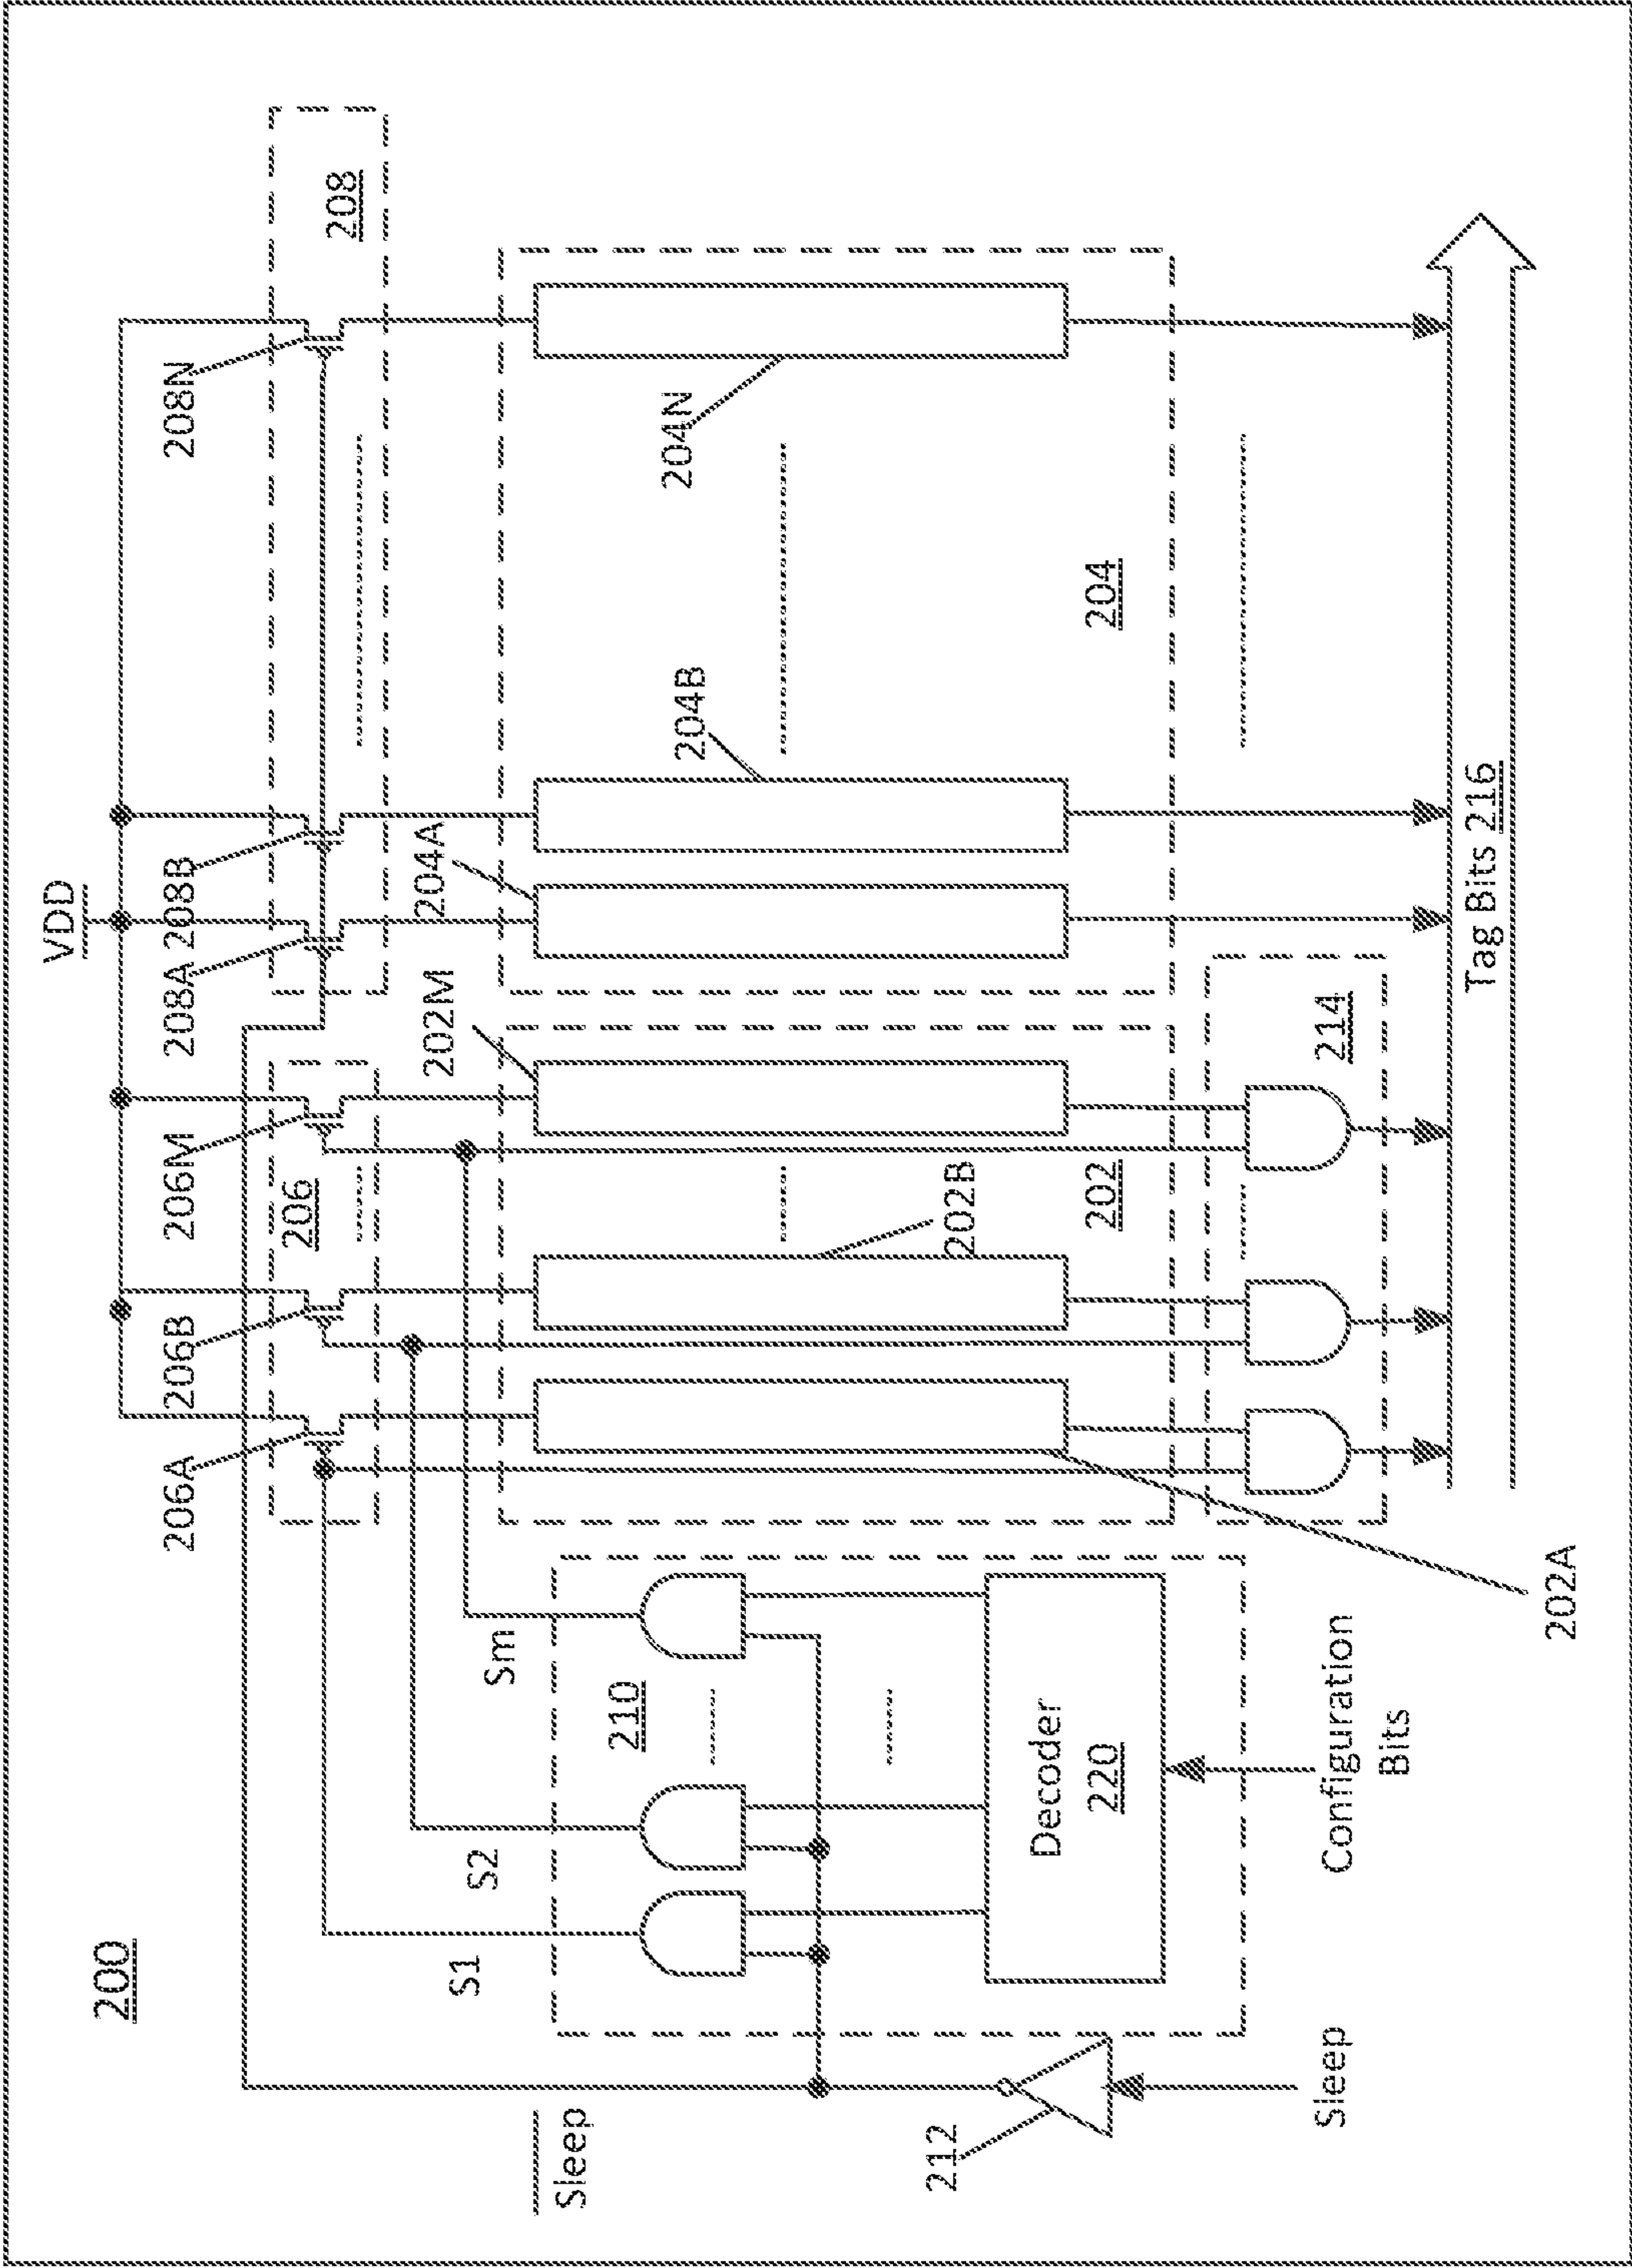 200
VDD
208
206A
206B
206M
208A
208B
208N
206
202M
204A
204B
204N
S1
S2
Sm
Sleep
210
202B
202
204
212
Decoder
220
214
Sleep
Configuration
Bits
202A
Tag Bits 216